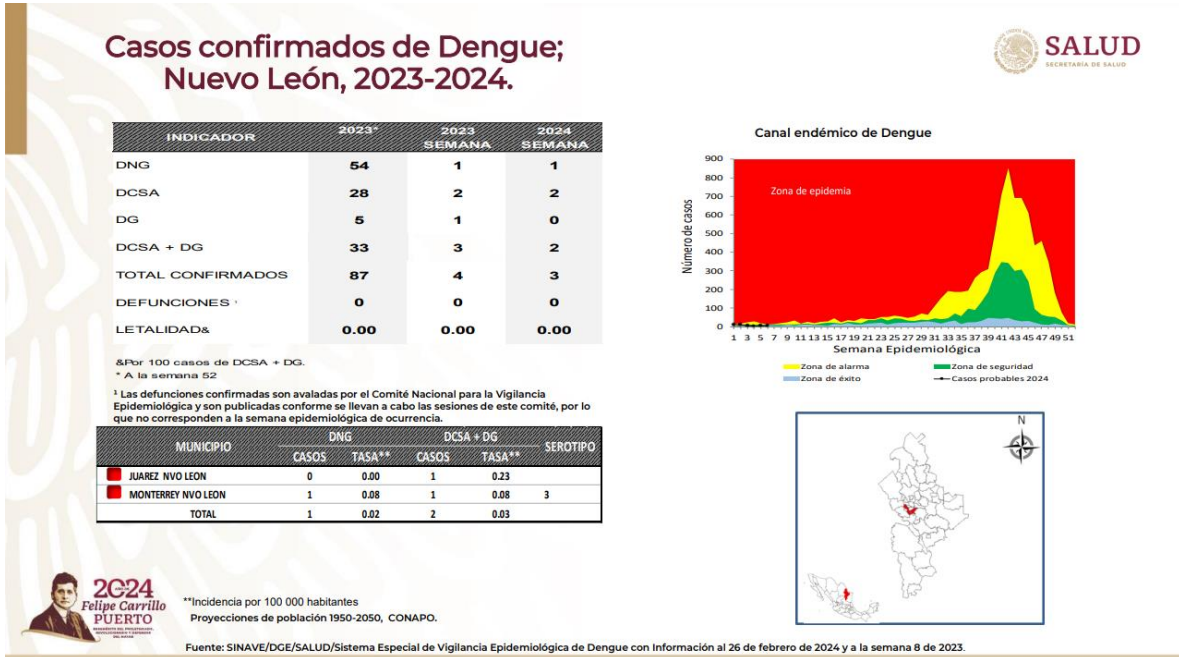 Casos confirmados de Dengue;
Nuevo León, 2023-2024.
SALUD
SECRETARÍA DE SALUD
INDICADOR 2023* 2023 SEMANA 2024 SEMANA
DNG 54 1 1
DCSA 28 2 2
DG 5 1 0
DCSA + DG 33 3 2
TOTAL CONFIRMADOS 87 4 3
DEFUNCIONES ¹ 0 0 0
LETALIDAD& 0.00 0.00 0.00
&Por 100 casos de DCSA + DG.
* A la semana 52
¹ Las defunciones confirmadas son avaladas por el Comité Nacional para la Vigilancia
Epidemiológica y son publicadas conforme se llevan a cabo las sesiones de este comité, por lo
que no corresponden a la semana epidemiológica de ocurrencia.
MUNICIPIO DNG DCSA + DG SEROTIPO
CASOS TASA** CASOS TASA**
JUAREZ NVO LEON 0 0.00 1 0.23
MONTERREY NVO LEON 1 0.08 1 0.08 3
TOTAL 1 0.02 2 0.03
Canal endémico de Dengue
Número de casos
900
800
700
600
500
400
300
200
100
0
Zona de epidemia
1 3 5 7 9 11 13 15 17 19 21 23 25 27 29 31 33 35 37 39 41 43 45 47 49 51
Semana Epidemiológica
Zona de alarma Zona de seguridad
Zona de éxito Casos probables 2024
N
2024
Felipe Carrillo
PUERTO
**Incidencia por 100 000 habitantes
Proyecciones de población 1950-2050, CONAPO.
Fuente: SINAVE/DGE/SALUD/Sistema Especial de Vigilancia Epidemiológica de Dengue con Información al 26 de febrero de 2024 y a la semana 8 de 2023.